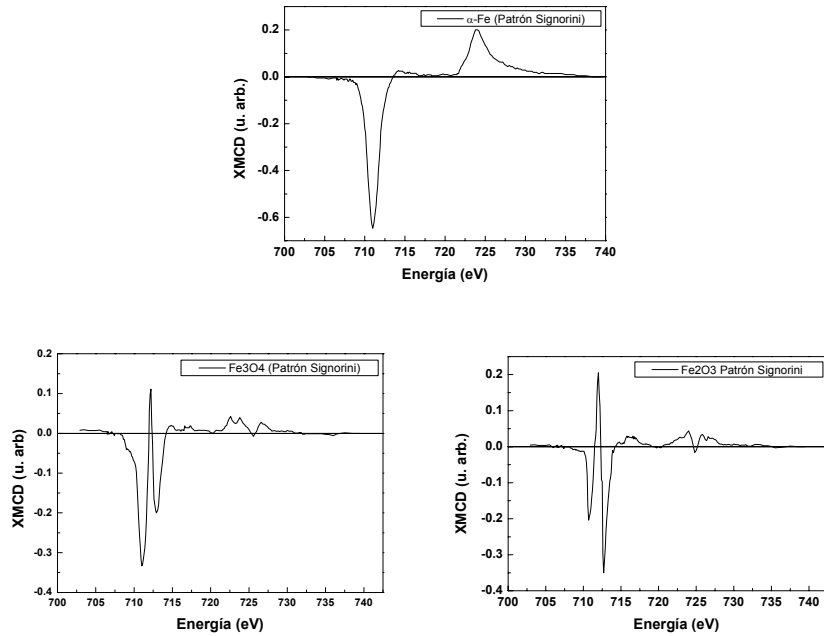 α-Fe (Patrón Signorini)
0.2
0.0
-0.2
-0.4
-0.6
XMCD (u. arb.)
700 705 710 715 720 725 730 735 740
Energía (eV)
Fe3O4 (Patrón Signorini)
0.2
0.1
0.0
-0.1
-0.2
-0.3
-0.4
XMCD (u. arb)
700 705 710 715 720 725 730 735 740
Energía (eV)
Fe2O3 Patrón Signorini
0.2
0.1
0.0
-0.1
-0.2
-0.3
-0.4
XMCD (u. arb.)
700 705 710 715 720 725 730 735 740
Energía (eV)